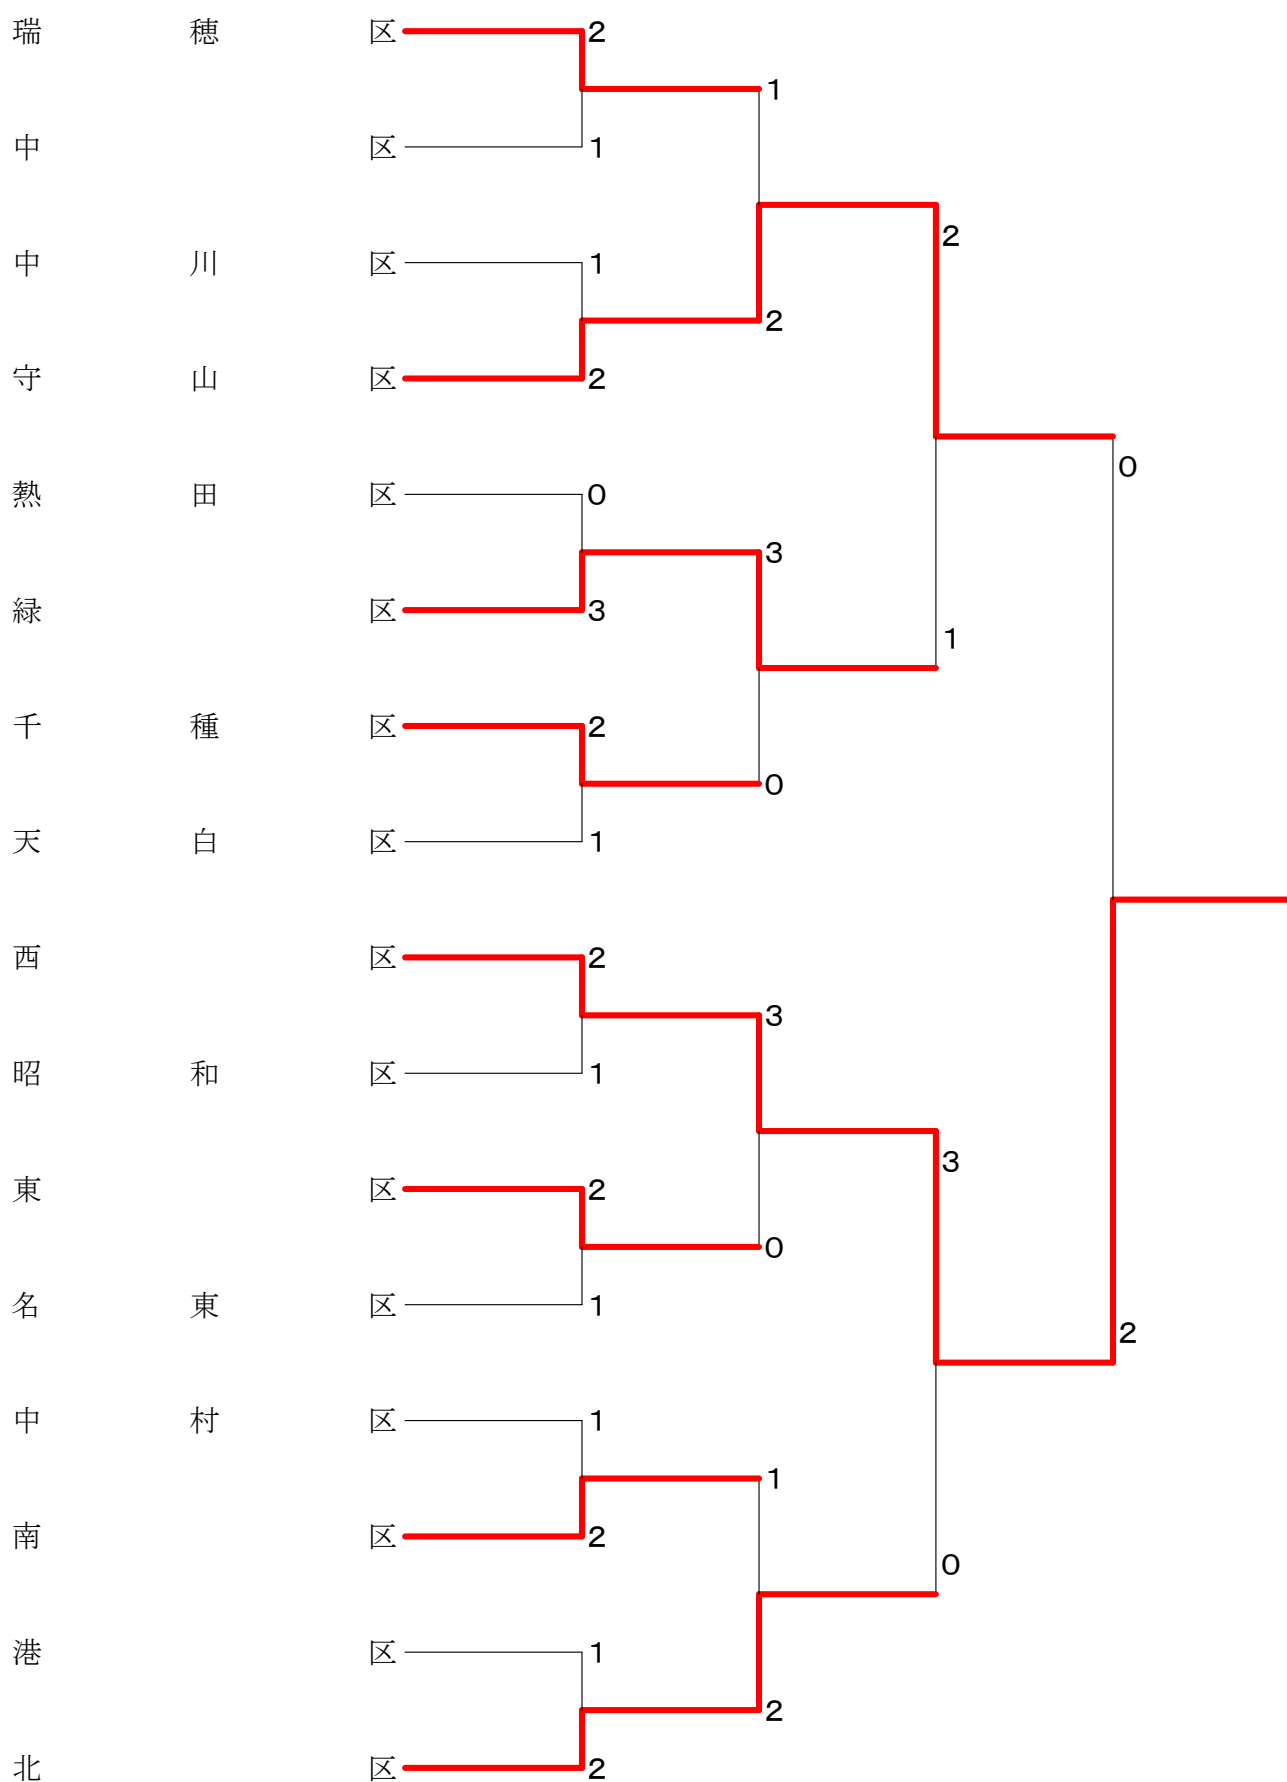 瑞穂区 2
1
中区 1
2
中川区 1
2
守山区 2
0
熱田区 0
3
緑区 3
1
千種区 2
0
天白区 1
西区 2
3
昭和区 1
3
東区 2
0
名東区 1
2
中村区 1
1
南区 2
0
港区 1
2
北区 2